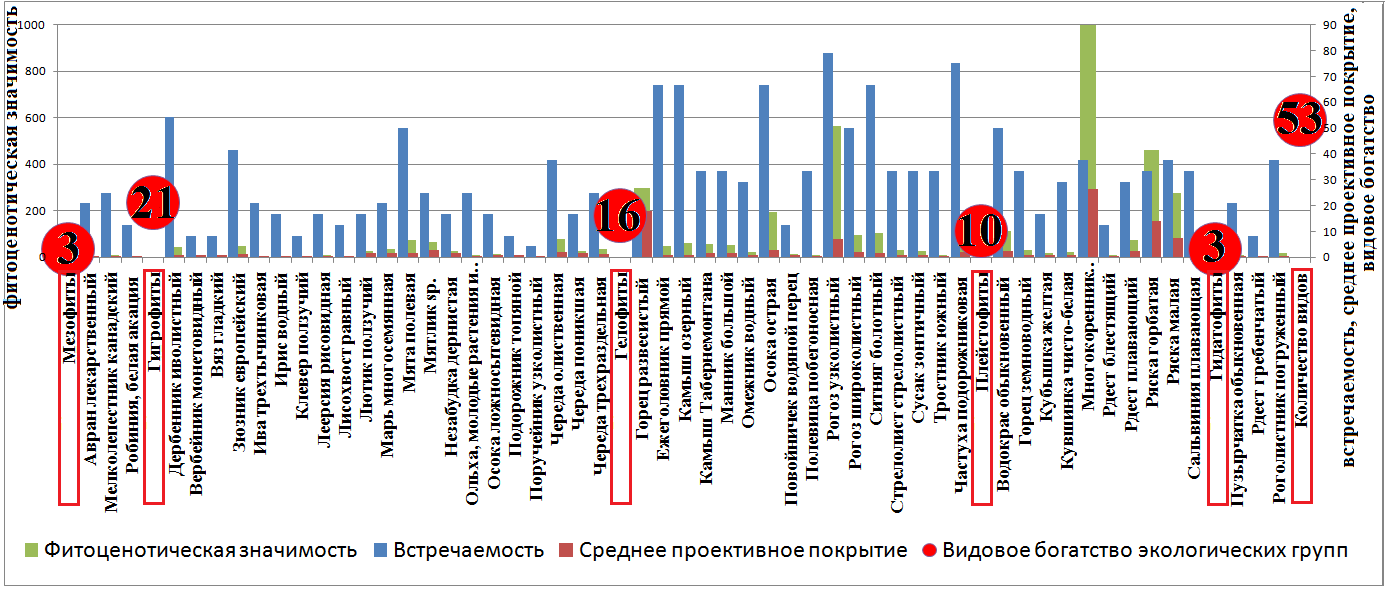 фитоценотическая значимость
1000
800
600
400
200
0
90
80
70
60
50
40
30
20
10
0
встречаемость, среднее проективное покрытие,
видовое богатство
3
21
16
10
3
53
Мезофиты
Авран лекарственный
Мелколепестник канадский
Робиния, белая акация
Гигрофиты
Дербенник иволистный
Вербейник монетовидный
Вяз гладкий
Зюзник европейский
Ива трехтычинковая
Ирис водный
Клевер ползучий
Леерсия рисовидная
Лисохвост равный
Лютик ползучий
Марь многосемянная
Мята полевая
Мятлик sp.
Незабудка дернистая
Ольха, молодые растения и..
Осока ложносытевидная
Подорожник топяной
Поручейник узколистный
Череда олиственная
Череда поникшая
Череда трехраздельная
Гелофиты
Горец развесистый
Ежеголовник прямой
Камыш озерный
Камыш Табернемонтана
Манник большой
Омежник водяной
Осока острая
Повойничек водяной перец
Полевица побегоносная
Рогоз узколистный
Рогоз широколистный
Ситняг болотный
Стрелолист стрелолистный
Сусак зонтичный
Тростник южный
Частуха подорожниковая
Плейстофиты
Водокрас обыкновенный
Горец земноводный
Кубышка желтая
Кувшинка чисто-белая
Многокоренник..
Рдест блестящий
Рдест плавающий
Ряска горбатая
Ряска малая
Сальвиния плавающая
Гидатофиты
Пузырчатка обыкновенная
Рдест гребенчатый
Роголистник погруженный
Количество видов
Фитоценотическая значимость
Встречаемость
Среднее проективное покрытие
Видовое богатство экологических групп